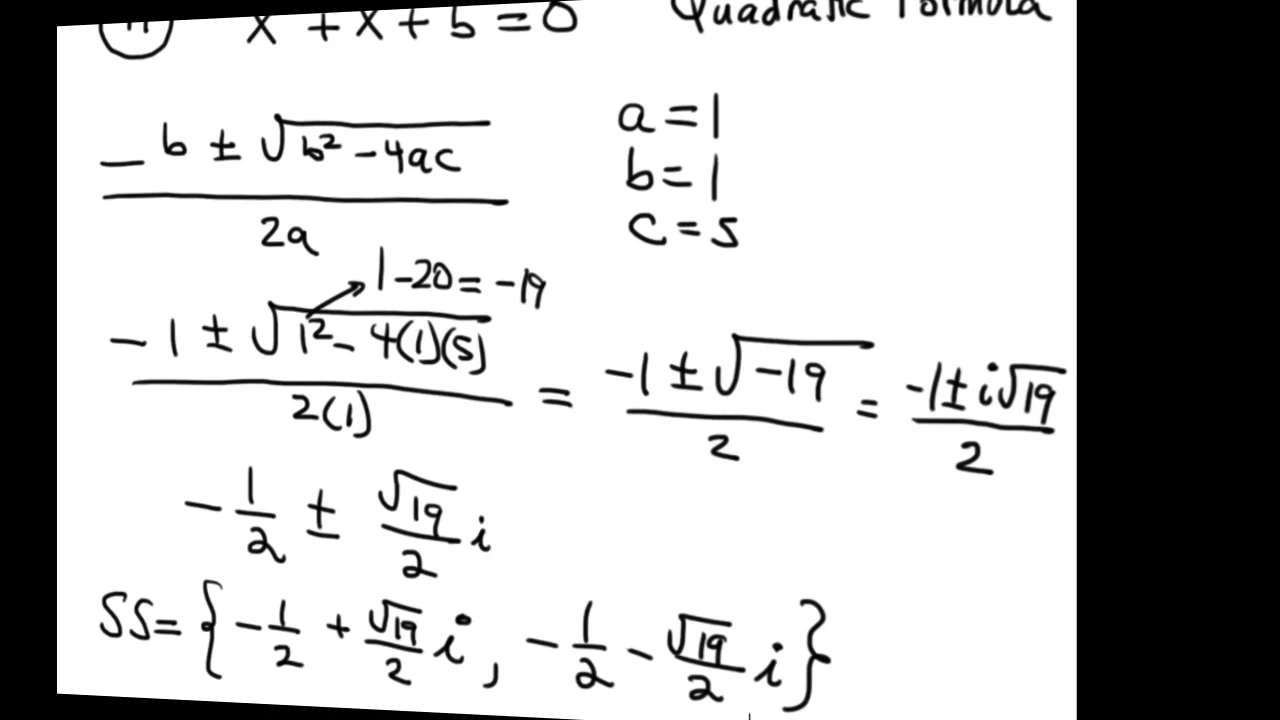 x + x + 5 = 0 Quadratic Formula
a = 1
-b ± √(b² - 4ac) / 2a
b = 1
c = 5
1 - 20 = -19
-1 ± √(1² - 4(1)(5)) / 2(1) = -1 ± √(-19) / 2 = -1 ± i√19 / 2
-1/2 ± √19/2 i
SS = { -1/2 + √19/2 i , -1/2 - √19/2 i }